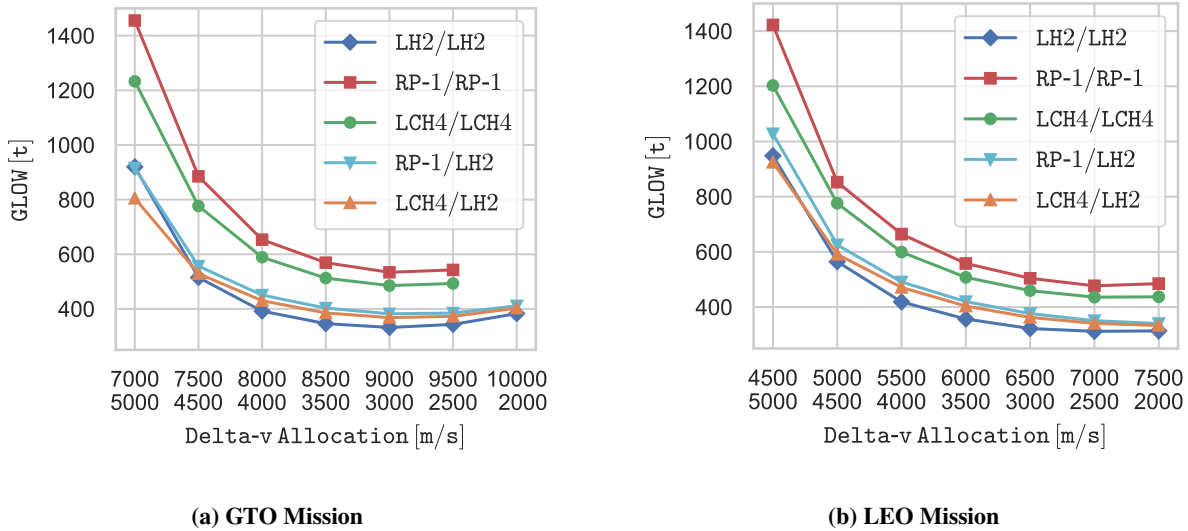 1400
1200
1000
800
600
400
GLOW [t]
LH2/LH2
RP-1/RP-1
LCH4/LCH4
RP-1/LH2
LCH4/LH2
7000 7500 8000 8500 9000 9500 10000
5000 4500 4000 3500 3000 2500 2000
Delta-v Allocation [m/s]
(a) GTO Mission
1400
1200
1000
800
600
400
GLOW [t]
LH2/LH2
RP-1/RP-1
LCH4/LCH4
RP-1/LH2
LCH4/LH2
4500 5000 5500 6000 6500 7000 7500
5000 4500 4000 3500 3000 2500 2000
Delta-v Allocation [m/s]
(b) LEO Mission